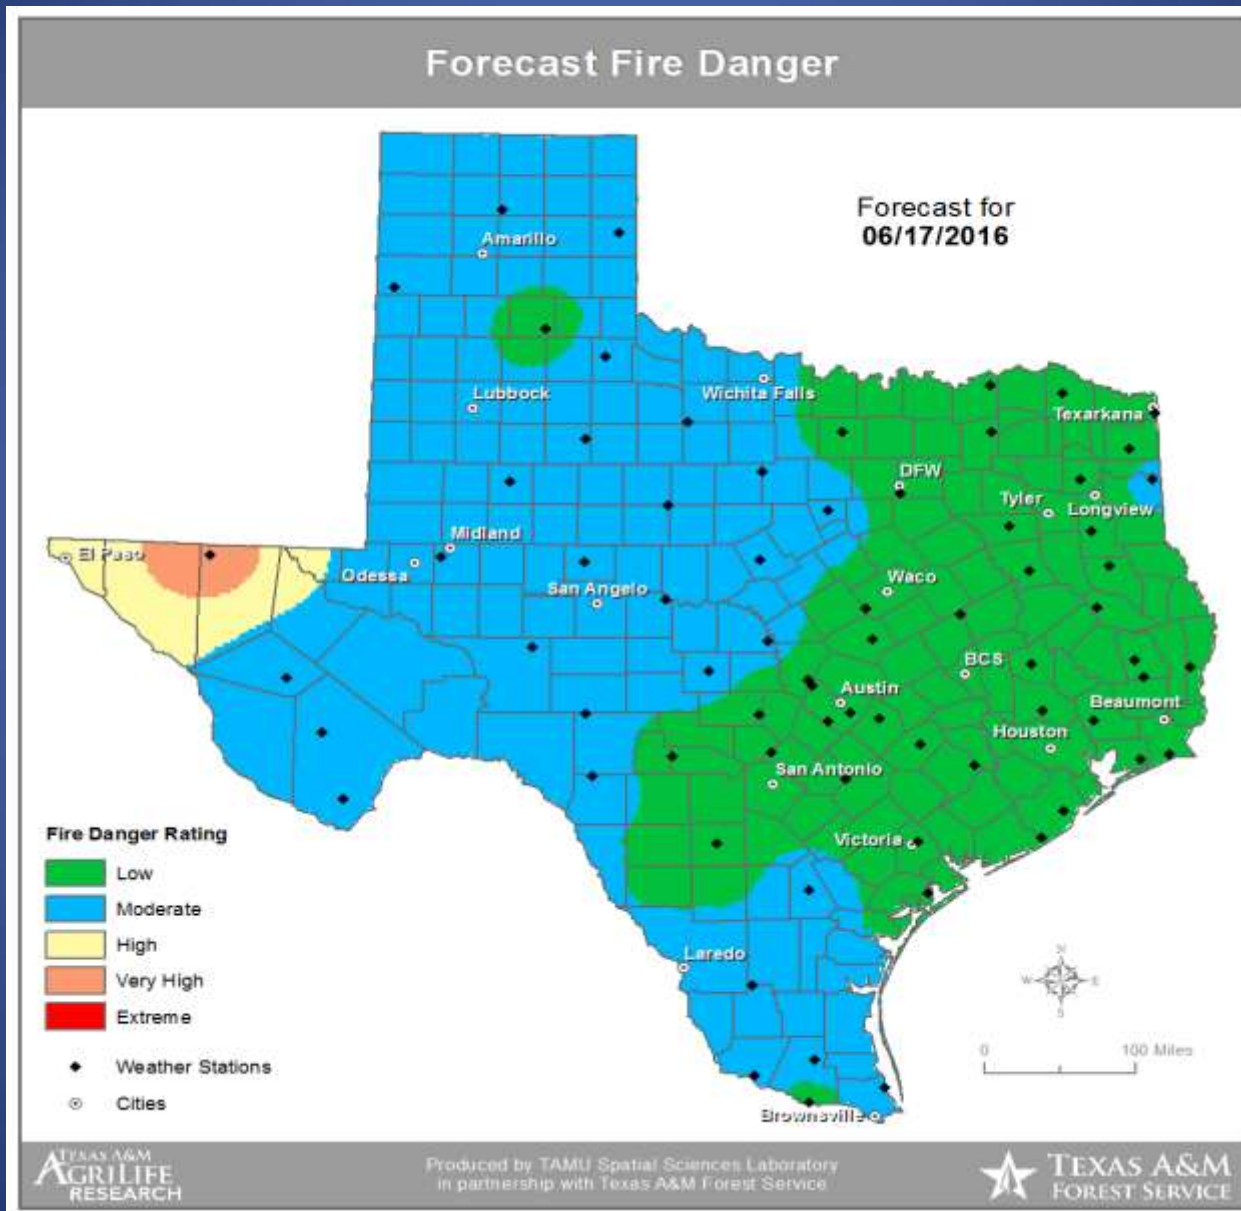 Forecast Fire Danger
Forecast for
06/17/2016
Amarillo
Lubbock
Wichita Falls
Texarkana
DFW
Tyler
Longview
El Paso
Midland
Odessa
San Angelo
Waco
BCS
Austin
Beaumont
Houston
San Antonio
Victoria
Laredo
Brownsville
Fire Danger Rating
Low
Moderate
High
Very High
Extreme
Weather Stations
Cities
N
W
E
S
0
100 Miles
TEXAS A&M
AGRILIFE
RESEARCH
Produced by TAMU Spatial Sciences Laboratory
in partnership with Texas A&M Forest Service
TEXAS A&M
FOREST SERVICE